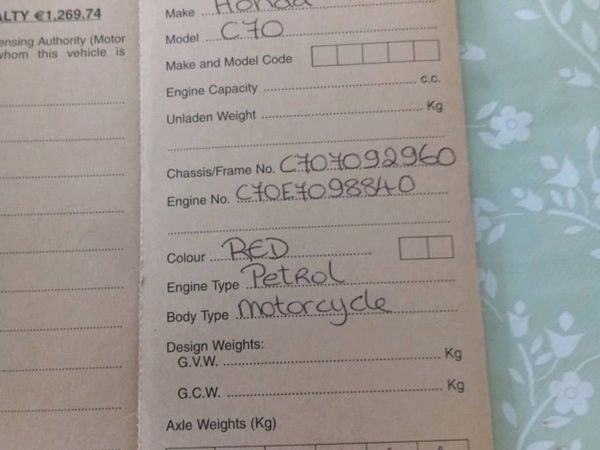 ALTY €1,269.74
ensing Authority (Motor
whom this vehicle is
Make Honda
Model C70
Make and Model Code
Engine Capacity c.c.
Unladen Weight Kg
Chassis/Frame No. C707092960
Engine No. C70E7098840
Colour RED
Engine Type Petrol
Body Type Motorcycle
Design Weights:
G.V.W. Kg
G.C.W. Kg
Axle Weights (Kg)